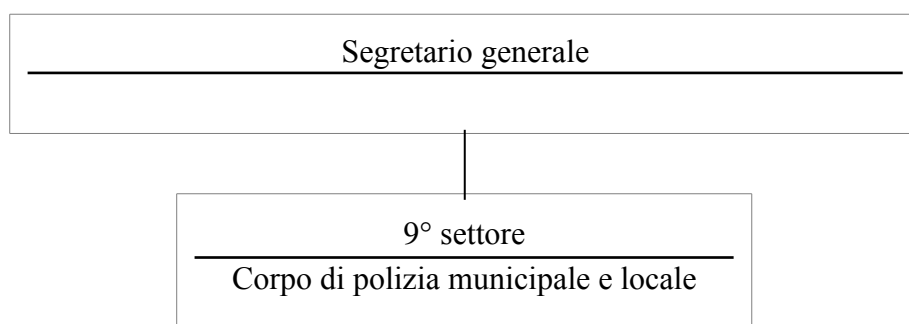 Segretario generale
9° settore
Corpo di polizia municipale e locale